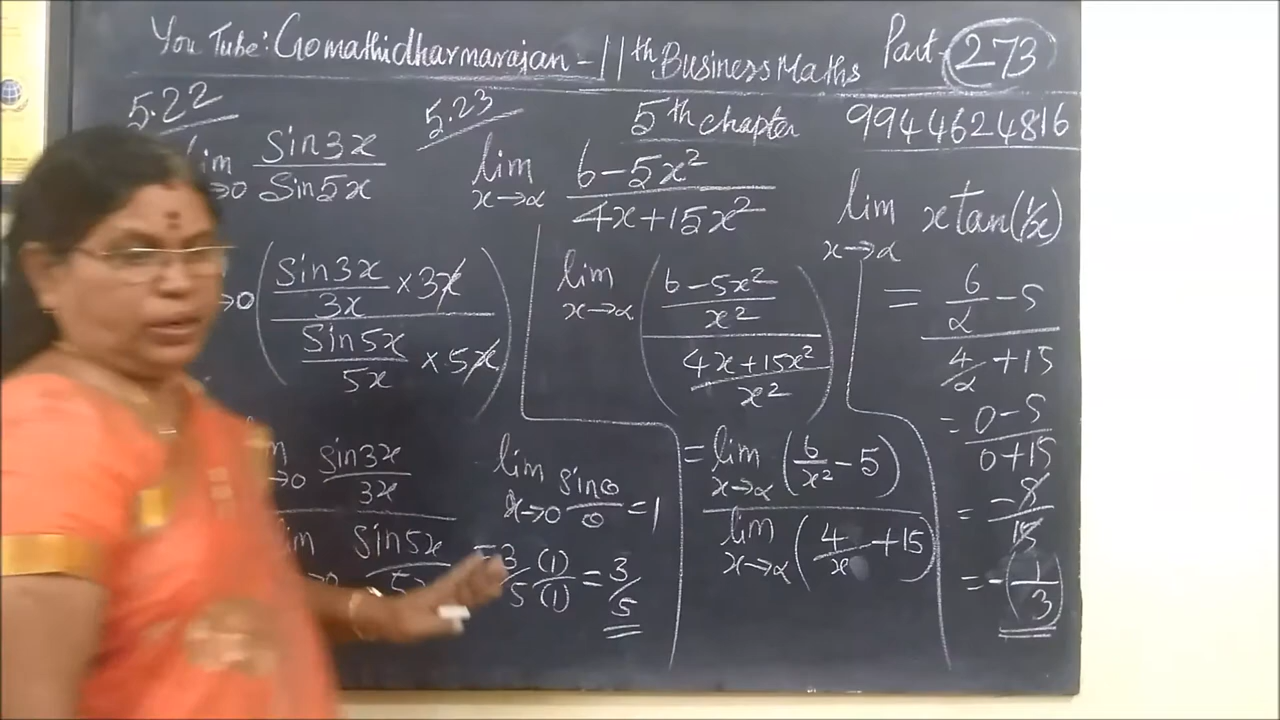 You Tube: Gomathidharmarajan - 11th Business Maths Part - 273
5th chapter 9944624816
5.22
lim x→0 Sin3x / Sin5x
→0 ( Sin3x / 3x × 3x / Sin5x / 5x × 5x )
→0 Sin3x / 3x
Sin5x
lim x→0 sinθ / θ = 1
= 3/5 (1)/(1) = 3/5
5.23
lim x→α 6 - 5x² / 4x + 15x²
lim x→α ( 6 - 5x² / x² / 4x + 15x² / x² )
= lim x→α ( 6/x² - 5 )
lim x→α ( 4/x + 15 )
lim x→α x tan(1/x)
= 6/α - 5 / 4/α + 15
= 0 - 5 / 0 + 15
= -5 / 15
= -(1/3)